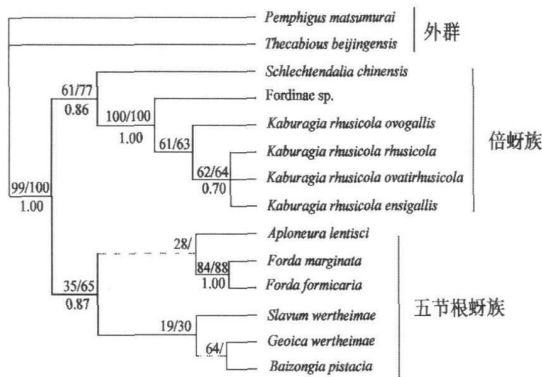 Pemphigus matsumurai
Thecabious beijingensis
外群
Schlechtendalia chinensis
61/77
0.86
Fordinae sp.
100/100
1.00
Kaburagia rhusicola ovogallis
61/63
Kaburagia rhusicola rhusicola
62/64
0.70
Kaburagia rhusicola ovatirhusicola
Kaburagia rhusicola ensigallis
倍蚜族
99/100
1.00
Aploneura lentisci
28/
Forda marginata
84/88
1.00
Forda formicaria
35/65
0.87
Slavum wertheimae
19/30
Geoica wertheimae
64/
Baizongia pistacia
五节根蚜族